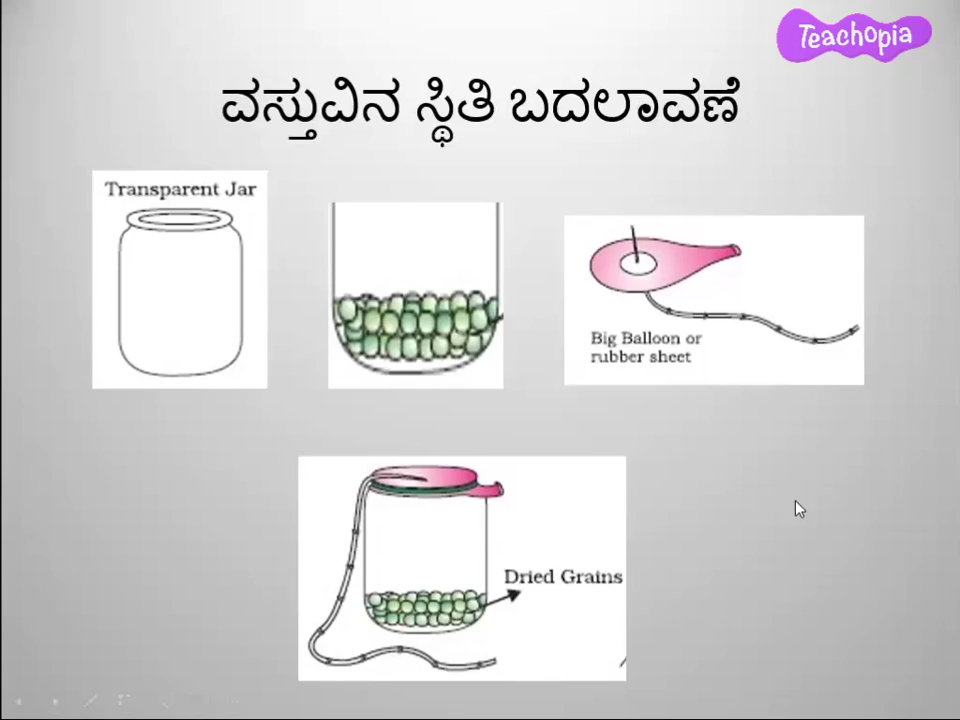 Teachopia
ವಸ್ತುವಿನ ಸ್ಥಿತಿ ಬದಲಾವಣೆ
Transparent Jar
Big Balloon or
rubber sheet
Dried Grains